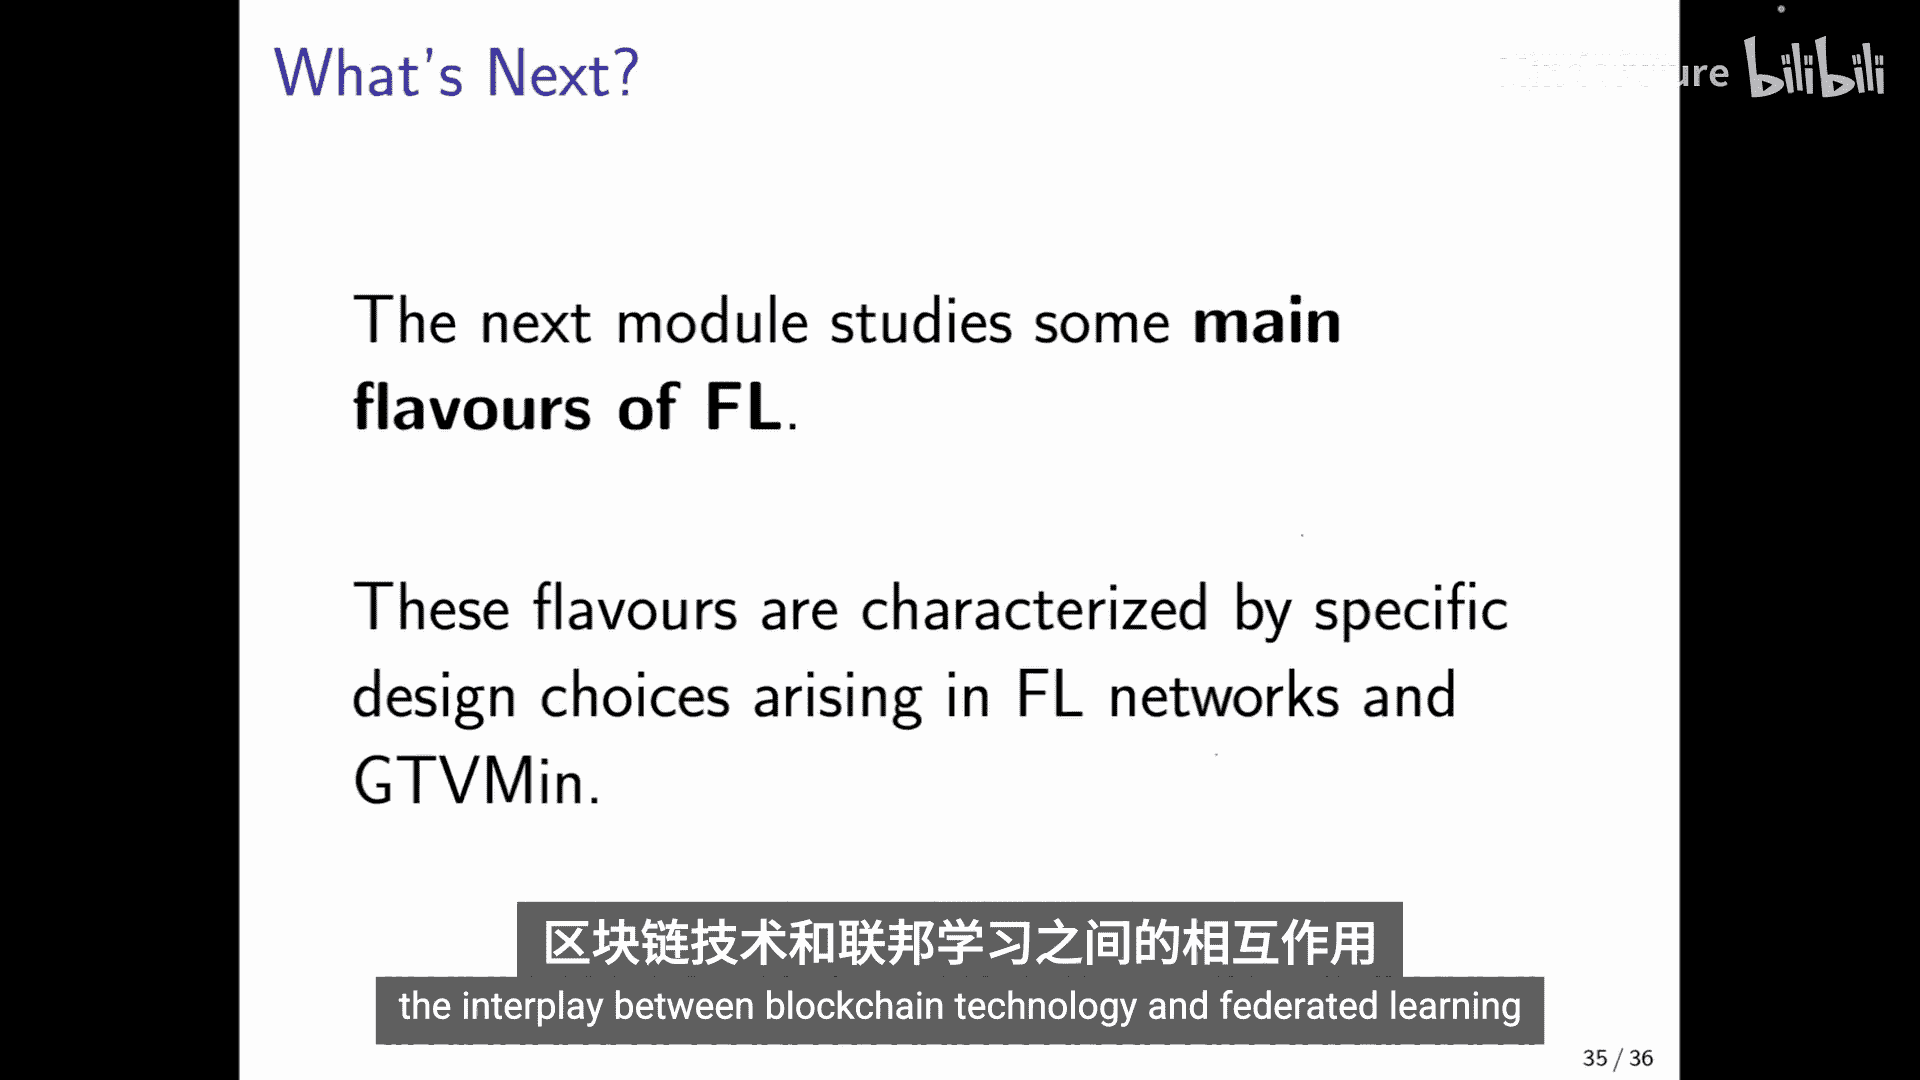 What's Next?
bilibili
The next module studies some main
flavours of FL.
These flavours are characterized by specific
design choices arising in FL networks and
GTVMin.
区块链技术和联邦学习之间的相互作用
the interplay between blockchain technology and federated learning
35 / 36